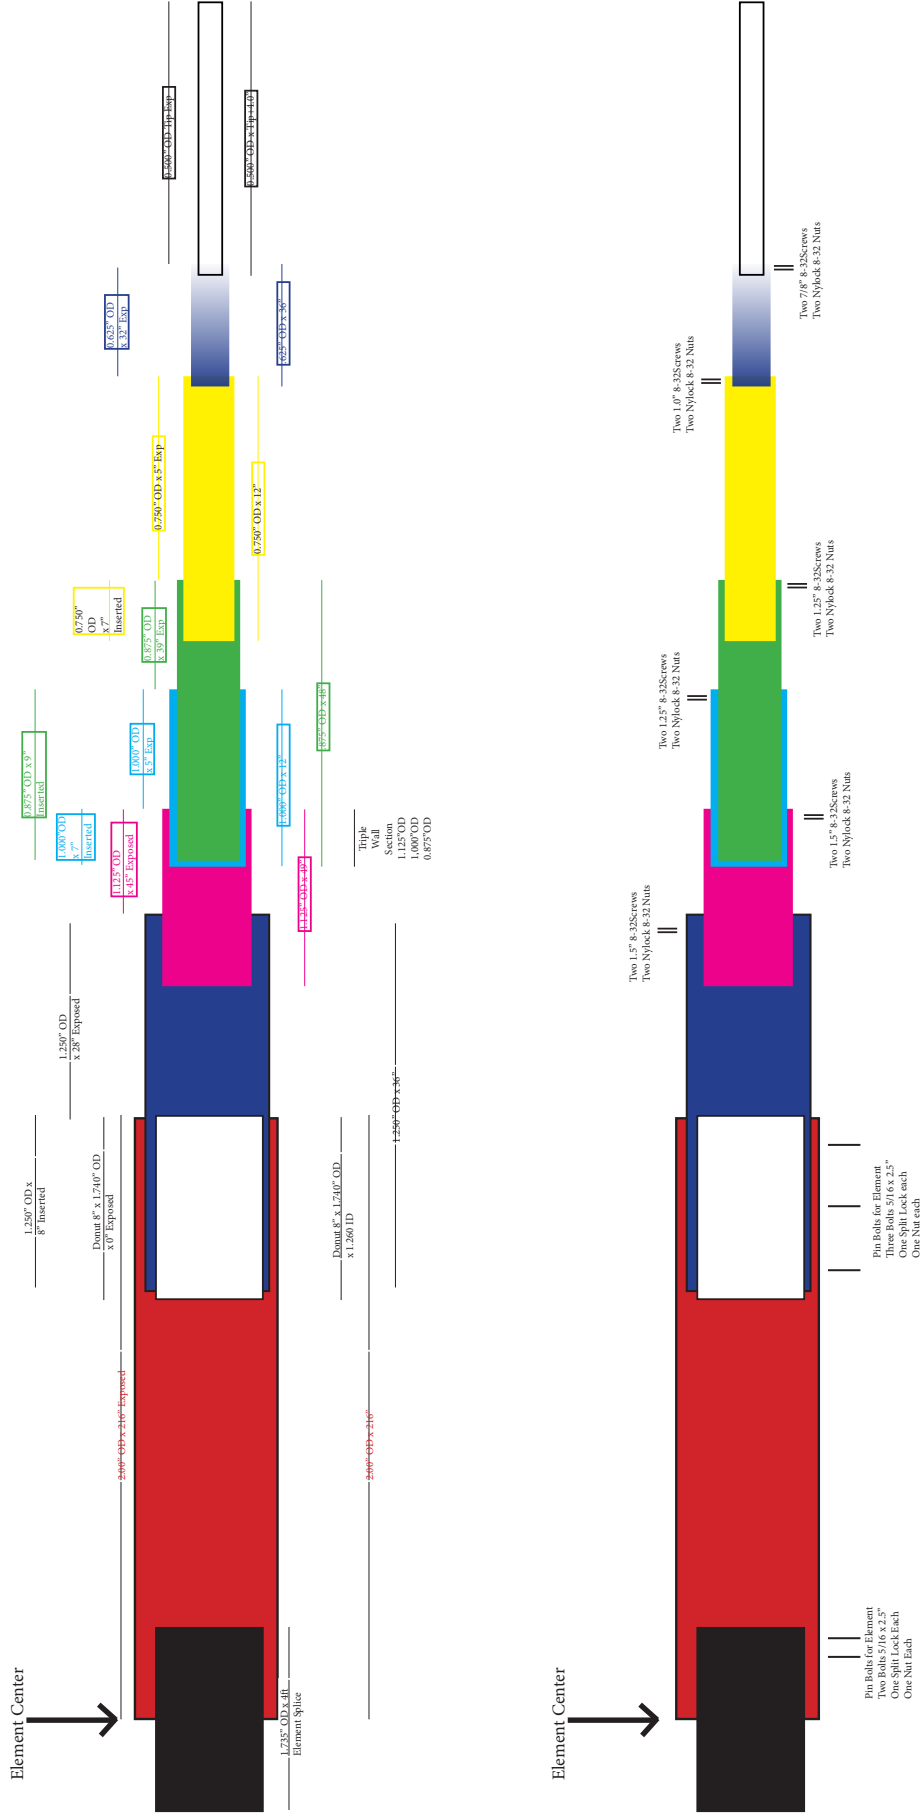 0.500" OD Tip Exp
0.500" OD x Tip+4.0"
0.625" OD
x 32" Exp
.625" OD x 36"
0.750" OD x 5" Exp
0.750" OD x 12"
0.750"
OD
x 7"
Inserted
0.875" OD
x 39" Exp
.875" OD x 48"
0.875" OD x 9"
Inserted
1.000" OD
x 5" Exp
1.000" OD x 12"
1.000"OD
x 7"
Inserted
1.125"OD
x 45" Exposed
1.125" OD x 49"
Triple
Wall
Section
1.125"OD
1.000"OD
0.875"OD
1.250" OD
x 28" Exposed
1.250" OD x 36"
1.250" OD x
8" Inserted
Donut 8" x 1.740" OD
x 0" Exposed
Donut 8" x 1.740" OD
x 1.260 ID
2.00" OD x 216" Exposed
2.00" OD x 216"
Element Center
1.735" OD x 4ft
Element Splice
Two 7/8" 8-32Screws
Two Nylock 8-32 Nuts
Two 1.0" 8-32Screws
Two Nylock 8-32 Nuts
Two 1.25" 8-32Screws
Two Nylock 8-32 Nuts
Two 1.25" 8-32Screws
Two Nylock 8-32 Nuts
Two 1.5" 8-32Screws
Two Nylock 8-32 Nuts
Two 1.5" 8-32Screws
Two Nylock 8-32 Nuts
Pin Bolts for Element
Three Bolts 5/16 x 2.5"
One Split Lock each
One Nut each
Pin Bolts for Element
Two Bolts 5/16 x 2.5"
One Split Lock Each
One Nut Each
Element Center